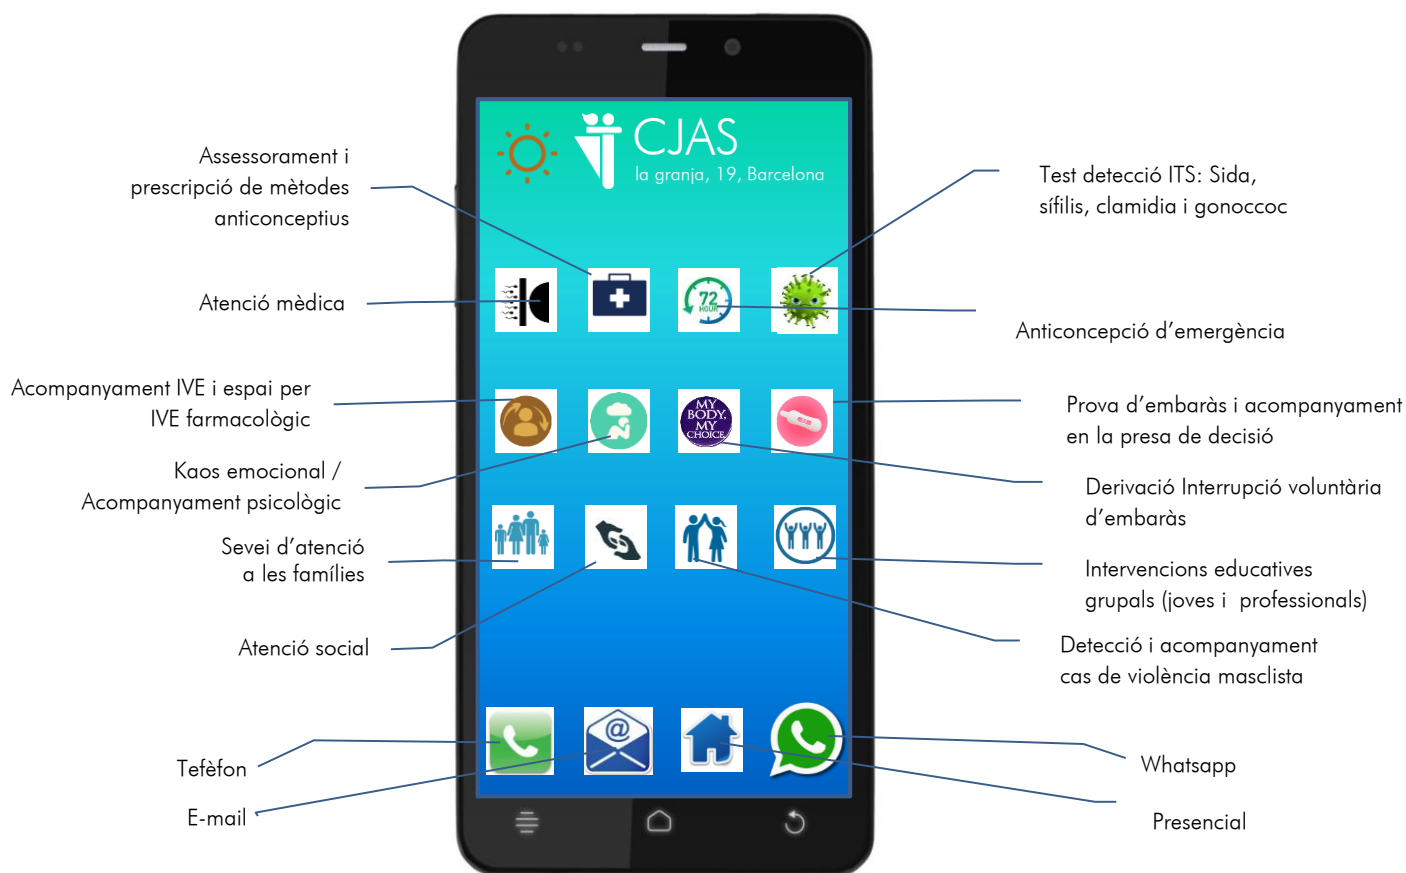 CJAS
la granja, 19, Barcelona
Assessorament i
prescripció de mètodes
anticonceptius
Atenció mèdica
Acompanyament IVE i espai per
IVE farmacològic
Kaos emocional /
Acompanyament psicològic
Sevei d’atenció
a les famílies
Atenció social
Tefèfon
E-mail
72
HOUR
MY
BODY.
MY
CHOICE
@
Test detecció ITS: Sida,
sífilis, clamidia i gonoccoc
Anticoncepció d’emergència
Prova d’embaràs i acompanyament
en la presa de decisió
Derivació Interrupció voluntària
d’embaràs
Intervencions educatives
grupals (joves i  professionals)
Detecció i acompanyament
cas de violència masclista
Whatsapp
Presencial